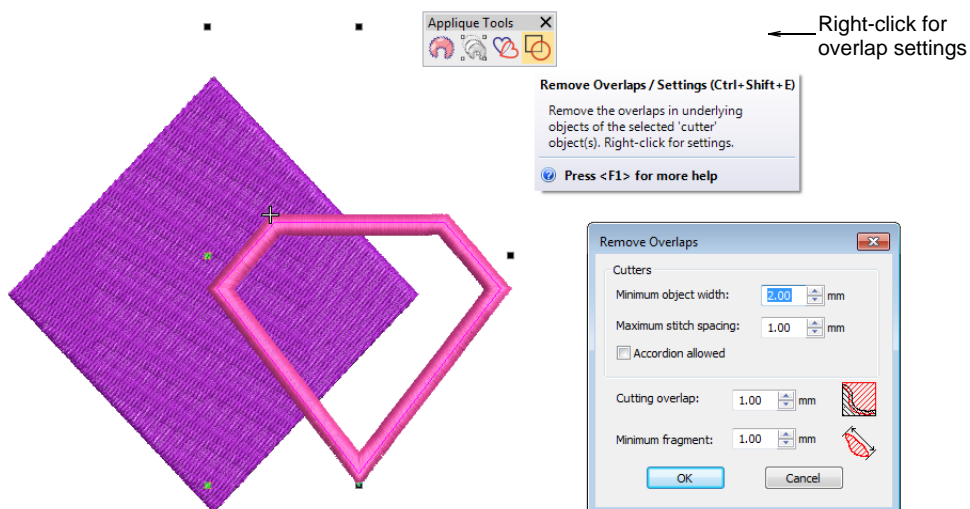 Applique Tools
Right-click for
overlap settings
Remove Overlaps / Settings (Ctrl+Shift+E)
Remove the overlaps in underlying
objects of the selected 'cutter'
object(s). Right-click for settings.
Press <F1> for more help
Remove Overlaps
Cutters
Minimum object width: 2.00 mm
Maximum stitch spacing: 1.00 mm
Accordion allowed
Cutting overlap: 1.00 mm
Minimum fragment: 1.00 mm
OK Cancel